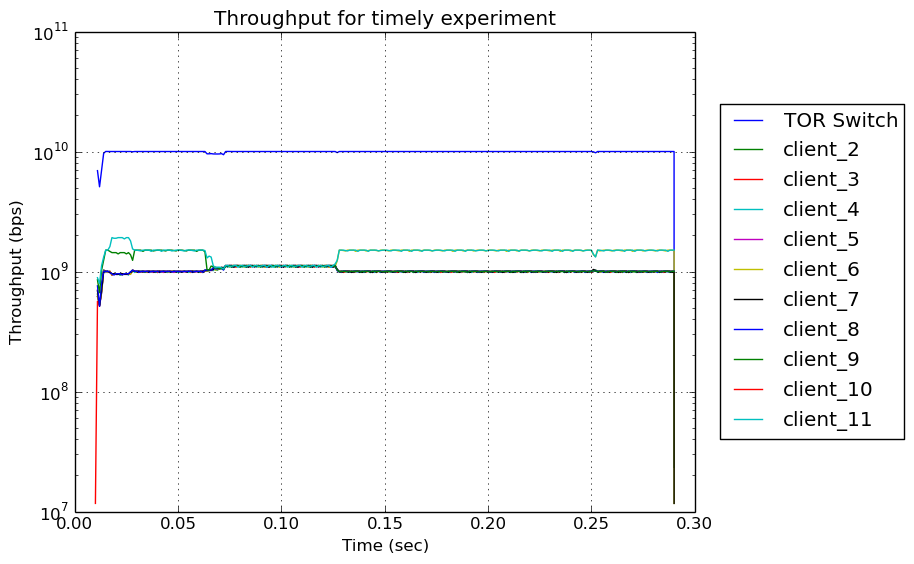 Throughput for timely experiment
Throughput (bps)
10^11
10^10
10^9
10^8
10^7
0.00 0.05 0.10 0.15 0.20 0.25 0.30
Time (sec)
TOR Switch
client_2
client_3
client_4
client_5
client_6
client_7
client_8
client_9
client_10
client_11